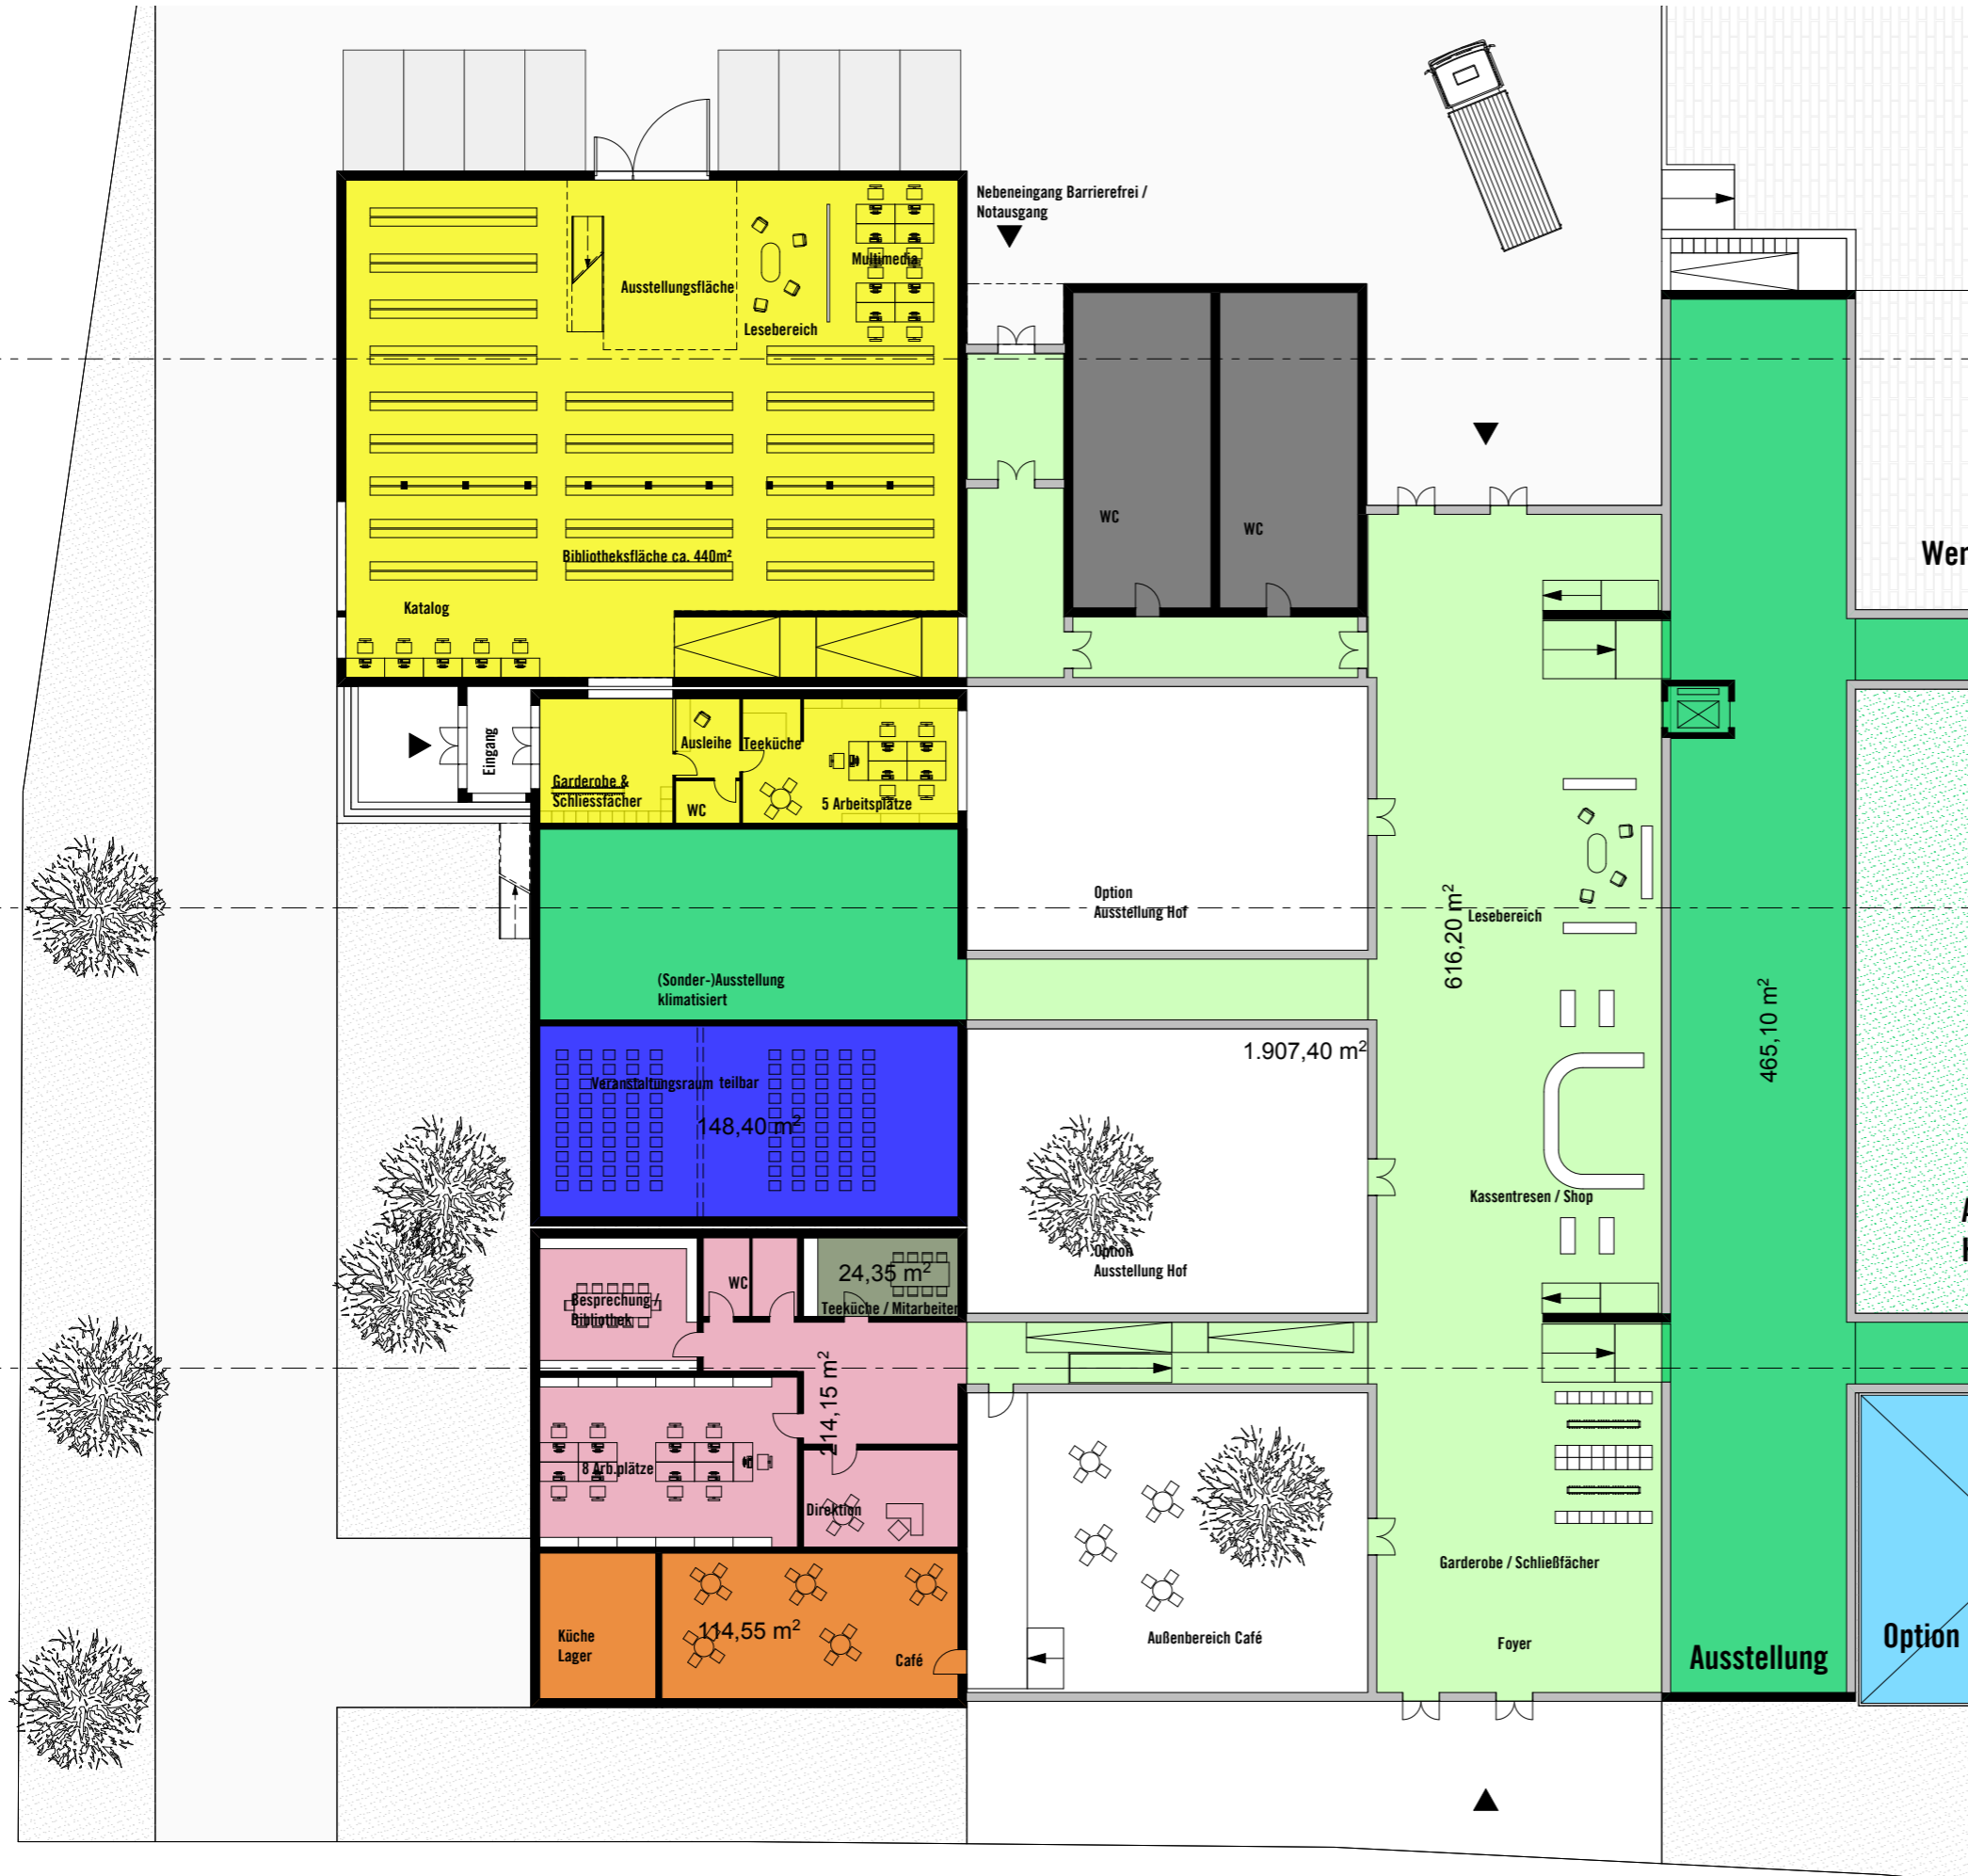 Nebeneingang Barrierefrei /
Notausgang
Multimedia
Ausstellungsfläche
Lesebereich
WC
WC
Bibliotheksfläche ca. 440m²
Katalog
Eingang
Ausleihe
Teeküche
Garderobe &
Schliessfächer
WC
5 Arbeitsplätze
Option
Ausstellung Hof
616,20 m²
Lesebereich
(Sonder-)Ausstellung
klimatisiert
465,10 m²
1.907,40 m²
Veranstaltungsraum teilbar
148,40 m²
Kassentresen / Shop
Option
Ausstellung Hof
WC
24,35 m²
Teeküche / Mitarbeiter
Besprechung /
Bibliothek
214,15 m²
8 Arb.plätze
Direktion
Garderobe / Schließfächer
Küche
Lager
114,55 m²
Café
Außenbereich Café
Foyer
Ausstellung
Option